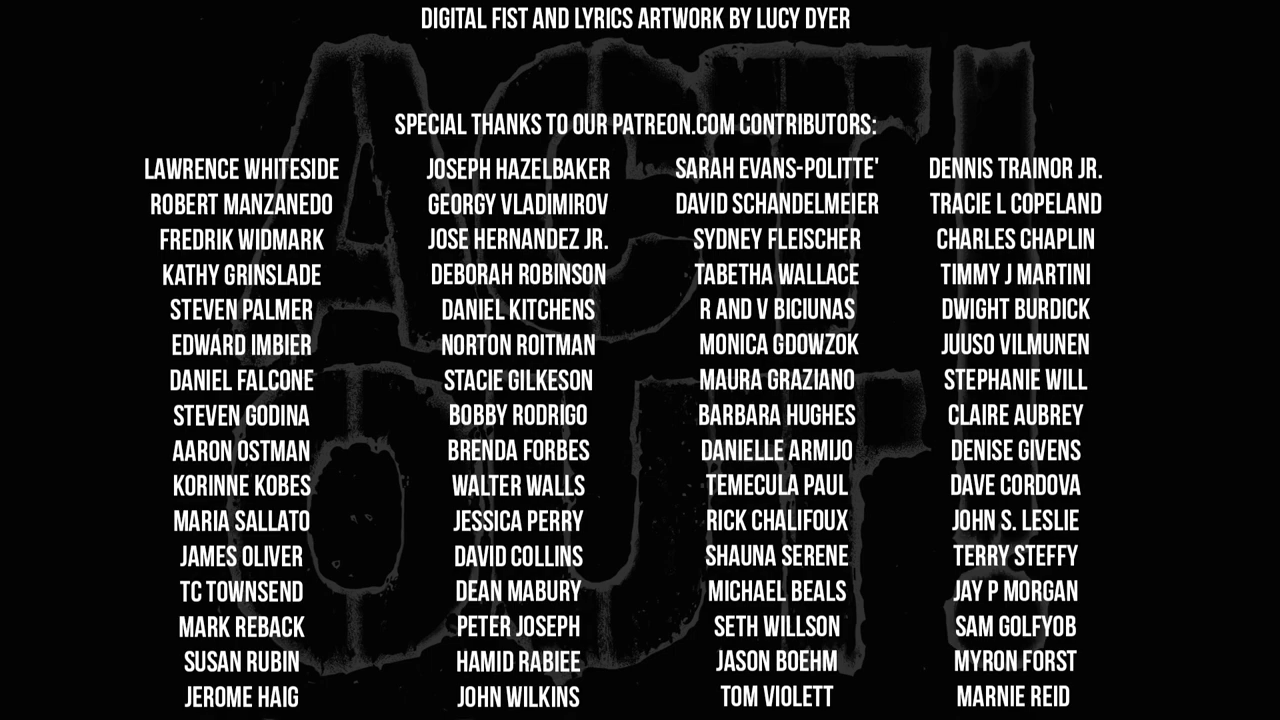 DIGITAL FIST AND LYRICS ARTWORK BY LUCY DYER
ACT
OUT!
SPECIAL THANKS TO OUR PATREON.COM CONTRIBUTORS:
LAWRENCE WHITESIDE
ROBERT MANZANEDO
FREDRIK WIDMARK
KATHY GRINSLADE
STEVEN PALMER
EDWARD IMBIER
DANIEL FALCONE
STEVEN GODINA
AARON OSTMAN
KORINNE KOBES
MARIA SALLATO
JAMES OLIVER
TC TOWNSEND
MARK REBACK
SUSAN RUBIN
JEROME HAIG
JOSEPH HAZELBAKER
GEORGY VLADIMIROV
JOSE HERNANDEZ JR.
DEBORAH ROBINSON
DANIEL KITCHENS
NORTON ROITMAN
STACIE GILKESON
BOBBY RODRIGO
BRENDA FORBES
WALTER WALLS
JESSICA PERRY
DAVID COLLINS
DEAN MABURY
PETER JOSEPH
HAMID RABIEE
JOHN WILKINS
SARAH EVANS-POLITTE'
DAVID SCHANDELMEIER
SYDNEY FLEISCHER
TABETHA WALLACE
R AND V BICIUNAS
MONICA GDOWZOK
MAURA GRAZIANO
BARBARA HUGHES
DANIELLE ARMIJO
TEMECULA PAUL
RICK CHALIFOUX
SHAUNA SERENE
MICHAEL BEALS
SETH WILLSON
JASON BOEHM
TOM VIOLETT
DENNIS TRAINOR JR.
TRACIE L COPELAND
CHARLES CHAPLIN
TIMMY J MARTINI
DWIGHT BURDICK
JUUSO VILMUNEN
STEPHANIE WILL
CLAIRE AUBREY
DENISE GIVENS
DAVE CORDOVA
JOHN S. LESLIE
TERRY STEFFY
JAY P MORGAN
SAM GOLFYOB
MYRON FORST
MARNIE REID